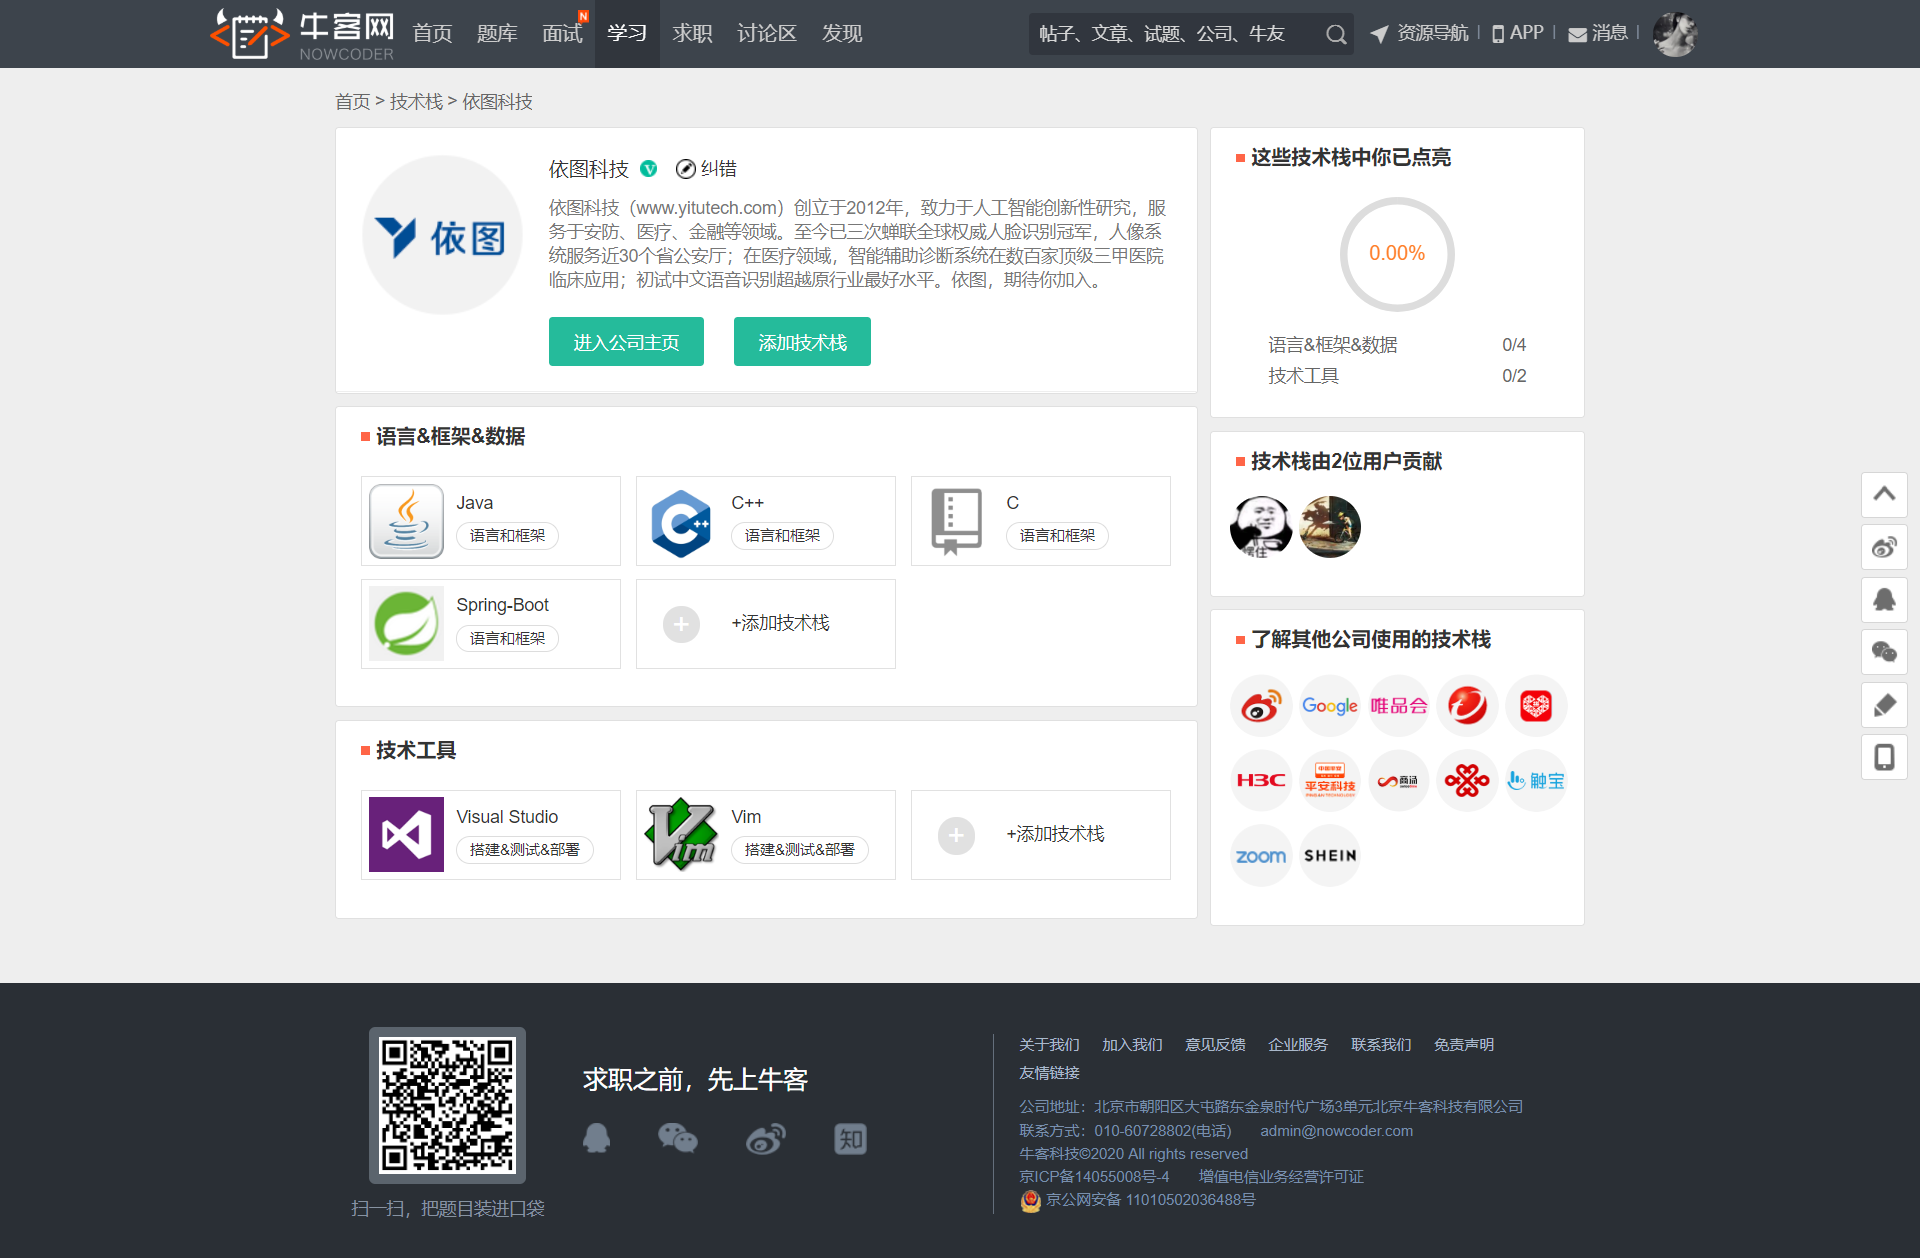 牛客网
NOWCODER
首页 题库 面试 N 学习 求职 讨论区 发现
帖子、文章、试题、公司、牛友
资源导航 APP 消息
首页 > 技术栈 > 依图科技
依图
依图科技 V 纠错
依图科技（www.yitutech.com）创立于2012年，致力于人工智能创新性研究，服
务于安防、医疗、金融等领域。至今已三次蝉联全球权威人脸识别冠军，人像系
统服务近30个省公安厅；在医疗领域，智能辅助诊断系统在数百家顶级三甲医院
临床应用；初试中文语音识别超越原行业最好水平。依图，期待你加入。
进入公司主页 添加技术栈
语言&框架&数据
Java
语言和框架
C++
语言和框架
C
语言和框架
Spring-Boot
语言和框架
+添加技术栈
技术工具
Visual Studio
搭建&测试&部署
Vim
Vim
搭建&测试&部署
+添加技术栈
这些技术栈中你已点亮
0.00%
语言&框架&数据 0/4
技术工具 0/2
技术栈由2位用户贡献
了解其他公司使用的技术栈
Google 唯品会
H3C 平安科技 商汤 触宝
zoom SHEIN
扫一扫，把题目装进口袋
求职之前，先上牛客
知
关于我们 加入我们 意见反馈 企业服务 联系我们 免责声明
友情链接
公司地址：北京市朝阳区大屯路东金泉时代广场3单元北京牛客科技有限公司
联系方式：010-60728802(电话) admin@nowcoder.com
牛客科技©2020 All rights reserved
京ICP备14055008号-4 增值电信业务经营许可证
京公网安备 11010502036488号